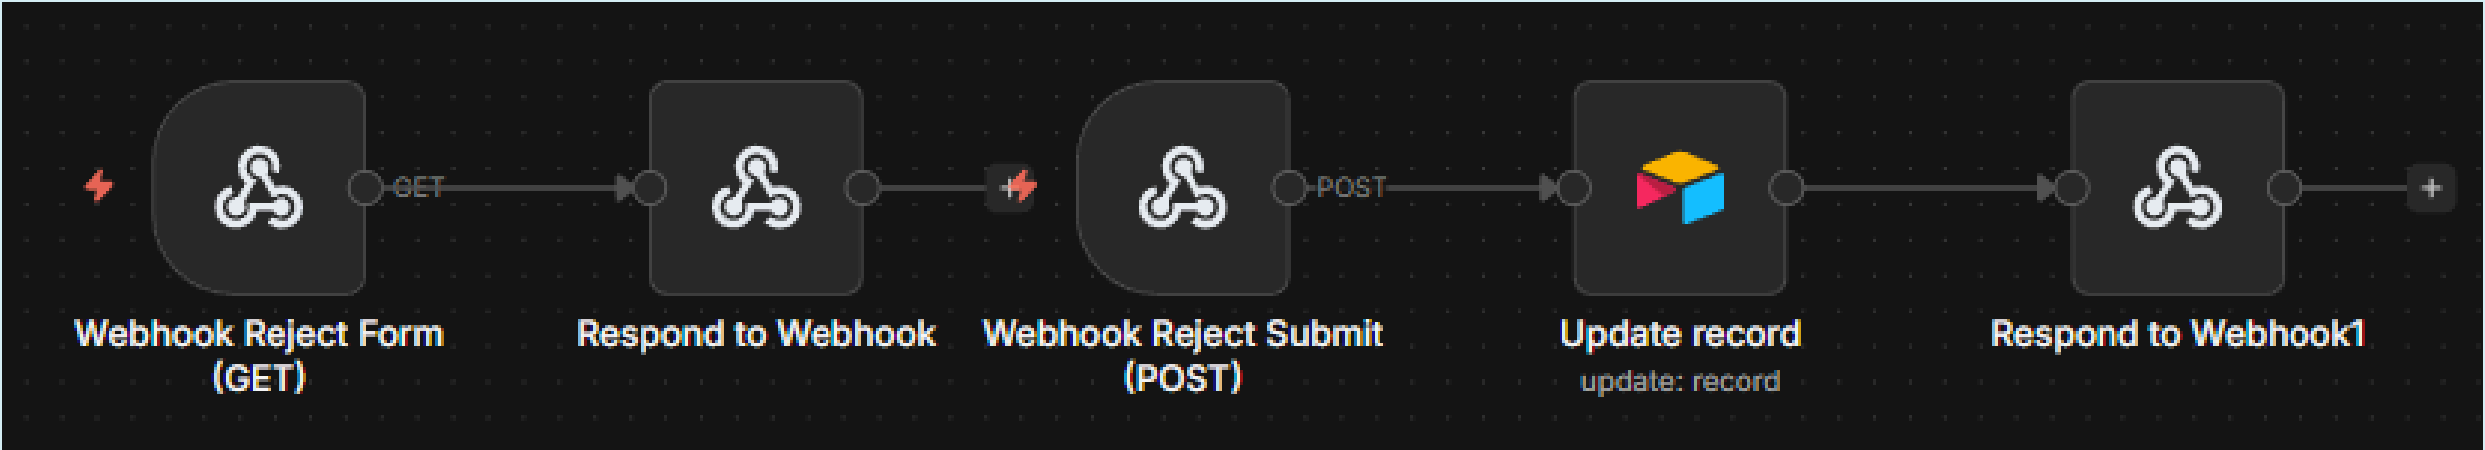 GET
POST
Webhook Reject Form
(GET)
Respond to Webhook
Webhook Reject Submit
(POST)
Update record
update: record
Respond to Webhook1